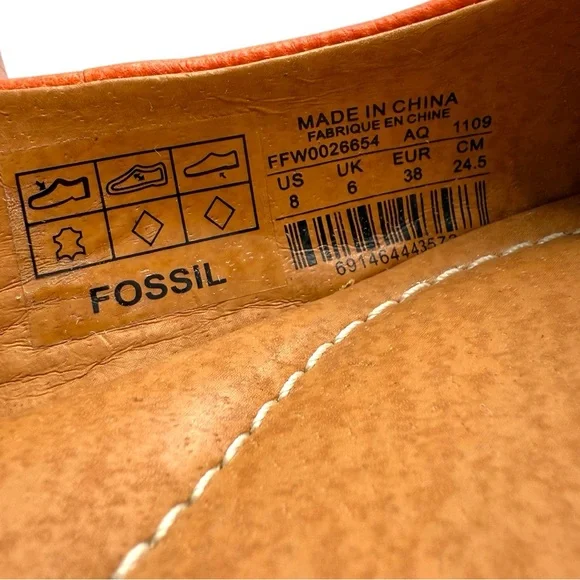 MADE IN CHINA
FABRIQUE EN CHINE
FFW0026654 AQ 1109
US UK EUR CM
8 6 38 24.5
FOSSIL